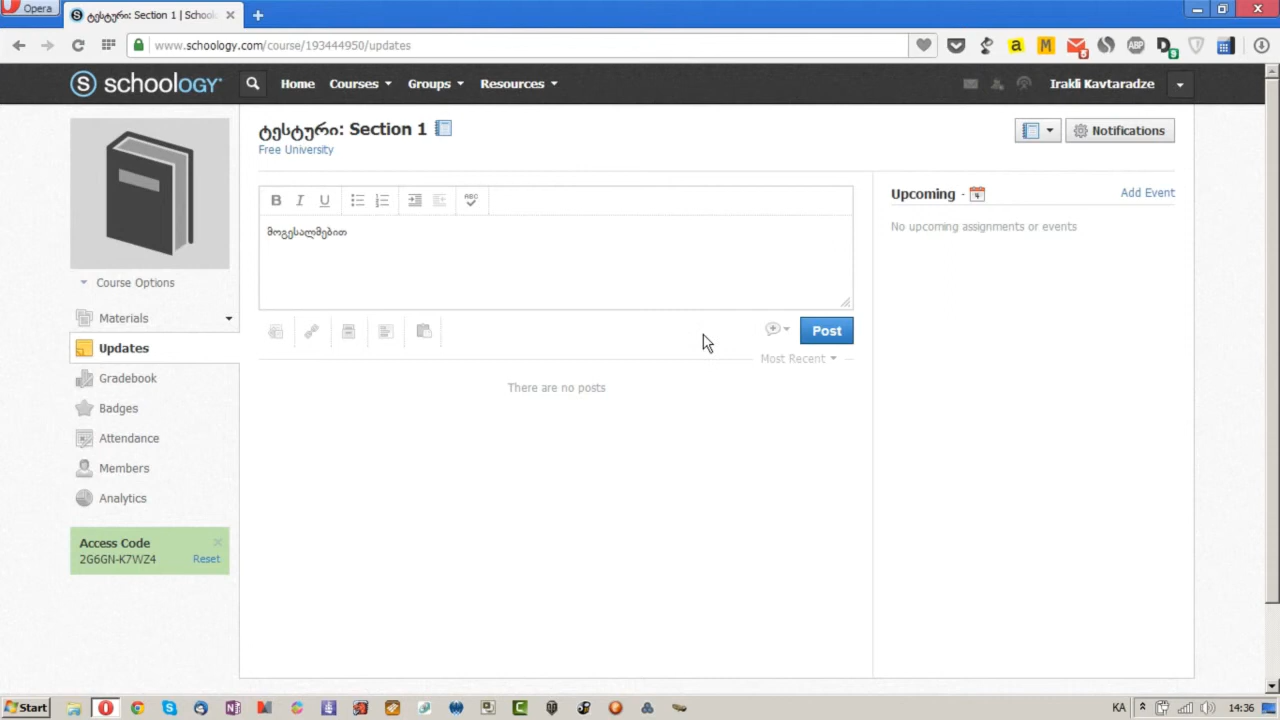 Opera
ტესტური: Section 1 | School
www.schoology.com/course/193444950/updates
S schoology
Home
Courses
Groups
Resources
Irakli Kavtaradze
ტესტური: Section 1
Free University
Notifications
Course Options
Materials
Updates
Gradebook
Badges
Attendance
Members
Analytics
Access Code
2G6GN-K7WZ4 Reset
B I U ABC
მოგესალმებით
Post
Most Recent
There are no posts
Upcoming - Add Event
No upcoming assignments or events
Start
KA 14:36